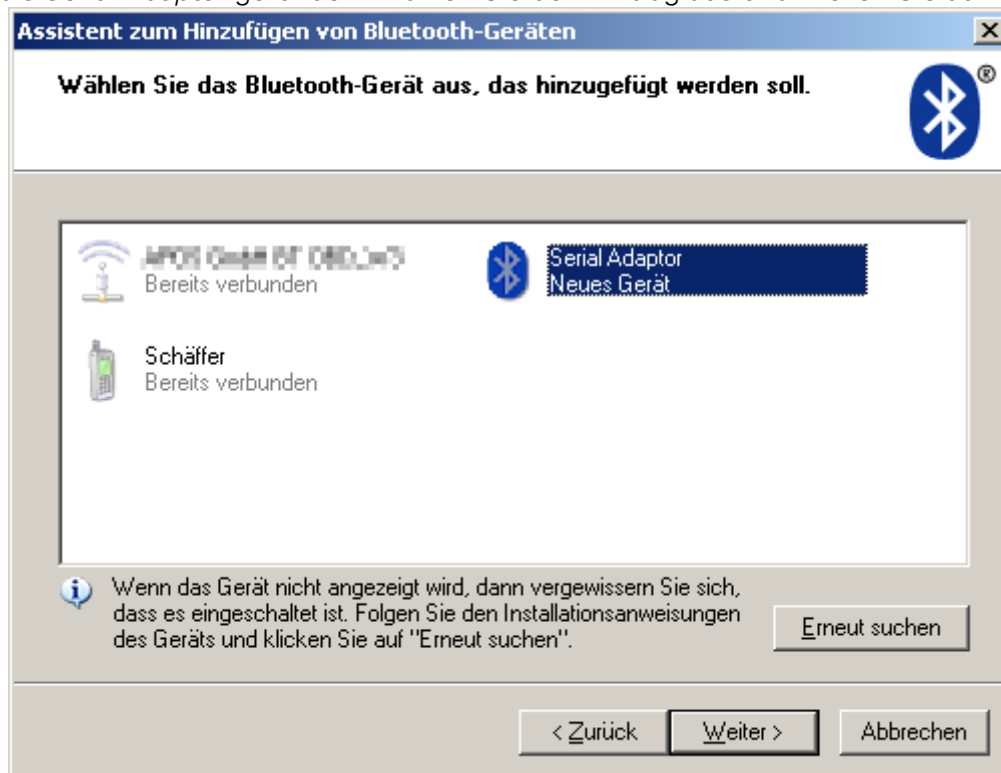 Assistent zum Hinzufügen von Bluetooth-Geräten
Wählen Sie das Bluetooth-Gerät aus, das hinzugefügt werden soll.
®
Bereits verbunden
Serial Adaptor
Neues Gerät
Schäffer
Bereits verbunden
Wenn das Gerät nicht angezeigt wird, dann vergewissern Sie sich,
dass es eingeschaltet ist. Folgen Sie den Installationsanweisungen
des Geräts und klicken Sie auf "Erneut suchen".
Erneut suchen
< Zurück Weiter > Abbrechen